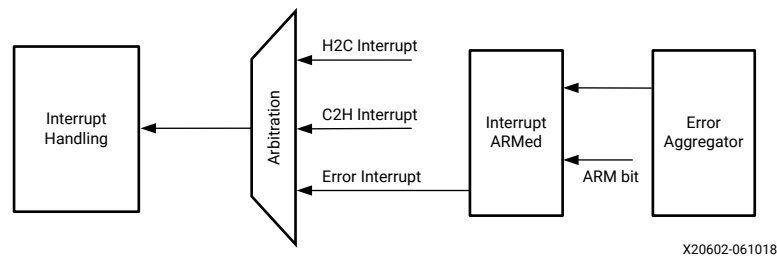 Interrupt
Handling
Arbitration
H2C Interrupt
C2H Interrupt
Error Interrupt
Interrupt
ARMed
ARM bit
Error
Aggregator
X20602-061018